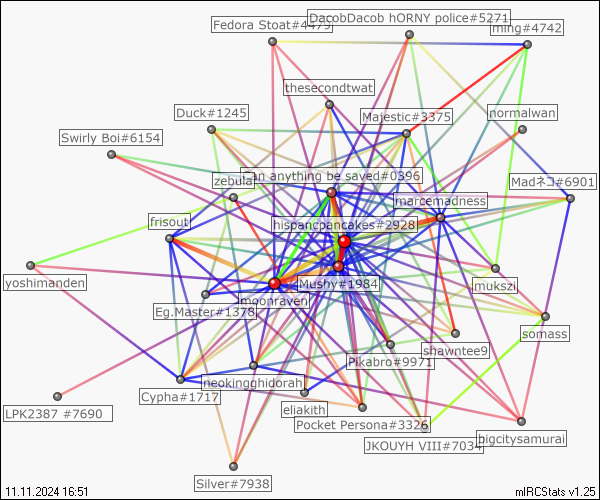 Fedora Stoat#4479
DacobDacob hORNY police#5271
ming#4742
thesecondtwat
Duck#1245
Majestic#3375
normalwan
Swirly Boi#6154
zebula
an anything be saved#0396
Madネコ#6901
marcemadness
frisout
hispancpancakes#2928
yoshimanden
Mushy#1984
mukszi
moonraven
Eg.Master#1378
somass
shawntee9
Pikabro#9971
neokingghidorah
Cypha#1717
eliakith
LPK2387 #7690
Pocket Persona#3326
bigcitysamurai
JKOUYH VIII#7034
Silver#7938
11.11.2024 16:51
mIRCStats v1.25